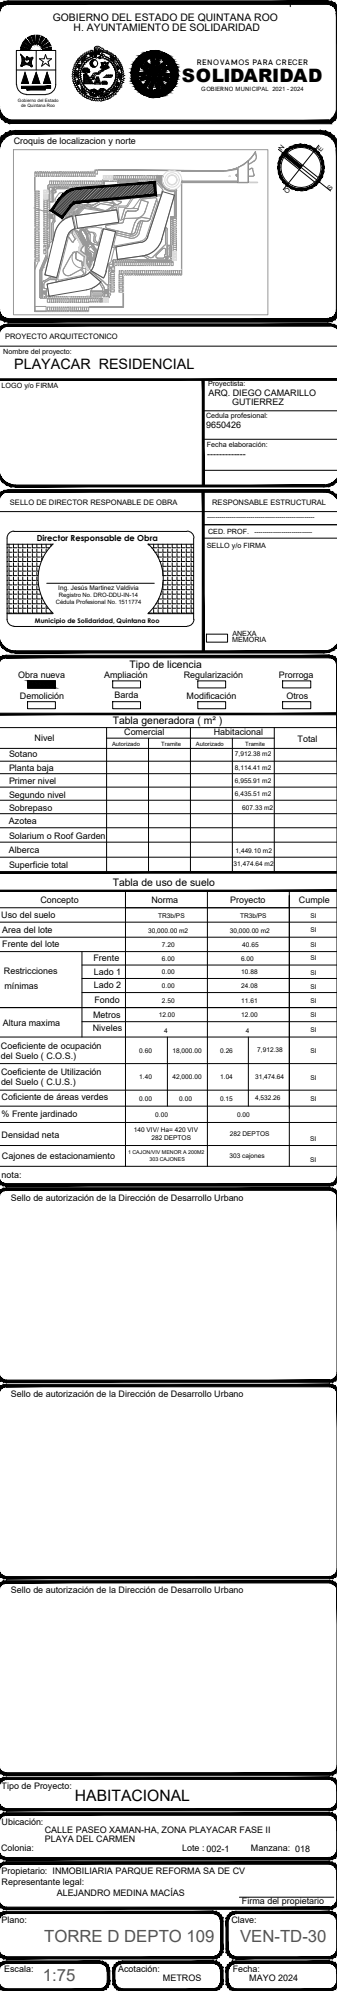 GOBIERNO DEL ESTADO DE QUINTANA ROO
H. AYUNTAMIENTO DE SOLIDARIDAD
Gobierno del Estado
de Quintana Roo
RENOVAMOS PARA CRECER
SOLIDARIDAD
GOBIERNO MUNICIPAL 2021 - 2024
Croquis de localizacion y norte
PROYECTO ARQUITECTONICO
Nombre del proyecto:
PLAYACAR RESIDENCIAL
LOGO y/o FIRMA
Proyectista:
ARQ. DIEGO CAMARILLO
GUTIERREZ
Cedula profesional:
9650426
Fecha elaboración:
-------------
SELLO DE DIRECTOR RESPONABLE DE OBRA
RESPONSABLE ESTRUCTURAL
CED. PROF. --------------------------
SELLO y/o FIRMA
Director Responsable de Obra
Ing. Jesús Martínez Valdivia
Registro No. DRO-DDU-IN-14
Cédula Profesional No. 1511774
Municipio de Solidaridad, Quintana Roo
ANEXA
MEMORIA
Tipo de licencia
Obra nueva Ampliación Regularización Prorroga
Demolición Barda Modificación Otros
Tabla generadora ( m² )
Nivel Comercial Habitacional Total
Autorizado Tramite Autorizado Tramite
Sotano 7,912.38 m2
Planta baja 8,114.41 m2
Primer nivel 6,955.91 m2
Segundo nivel 6,435.51 m2
Sobrepaso 607.33 m2
Azotea
Solarium o Roof Garden
Alberca 1,449.10 m2
Superficie total 31,474.64 m2
Tabla de uso de suelo
Concepto Norma Proyecto Cumple
Uso del suelo TR3b/PS TR3b/PS SI
Area del lote 30,000.00 m2 30,000.00 m2 SI
Frente del lote 7.20 40.65 SI
Restricciones mínimas
Frente 6.00 6.00 SI
Lado 1 0.00 10.88 SI
Lado 2 0.00 24.08 SI
Fondo 2.50 11.61 SI
Altura maxima
Metros 12.00 12.00 SI
Niveles 4 4 SI
Coeficiente de ocupación
del Suelo ( C.O.S.) 0.60 18,000.00 0.26 7,912.38 SI
Coeficiente de Utilización
del Suelo ( C.U.S.) 1.40 42,000.00 1.04 31,474.64 SI
Coficiente de áreas verdes 0.00 0.00 0.15 4,532.26 SI
% Frente jardinado 0.00 0.00
Densidad neta 140 VIV/ Ha= 420 VIV
282 DEPTOS 282 DEPTOS SI
Cajones de estacionamiento 1 CAJON/VIV MENOR A 200M2
303 CAJONES 303 cajones SI
nota:
Sello de autorización de la Dirección de Desarrollo Urbano
Sello de autorización de la Dirección de Desarrollo Urbano
Sello de autorización de la Dirección de Desarrollo Urbano
Tipo de Proyecto:
HABITACIONAL
Ubicación:
CALLE PASEO XAMAN-HA, ZONA PLAYACAR FASE II
PLAYA DEL CARMEN
Colonia: Lote : 002-1 Manzana: 018
Propietario: INMOBILIARIA PARQUE REFORMA SA DE CV
Representante legal:
ALEJANDRO MEDINA MACÍAS
Firma del propietario
Plano:
TORRE D DEPTO 109
Clave:
VEN-TD-30
Escala: 1:75
Acotación:
METROS
Fecha:
MAYO 2024